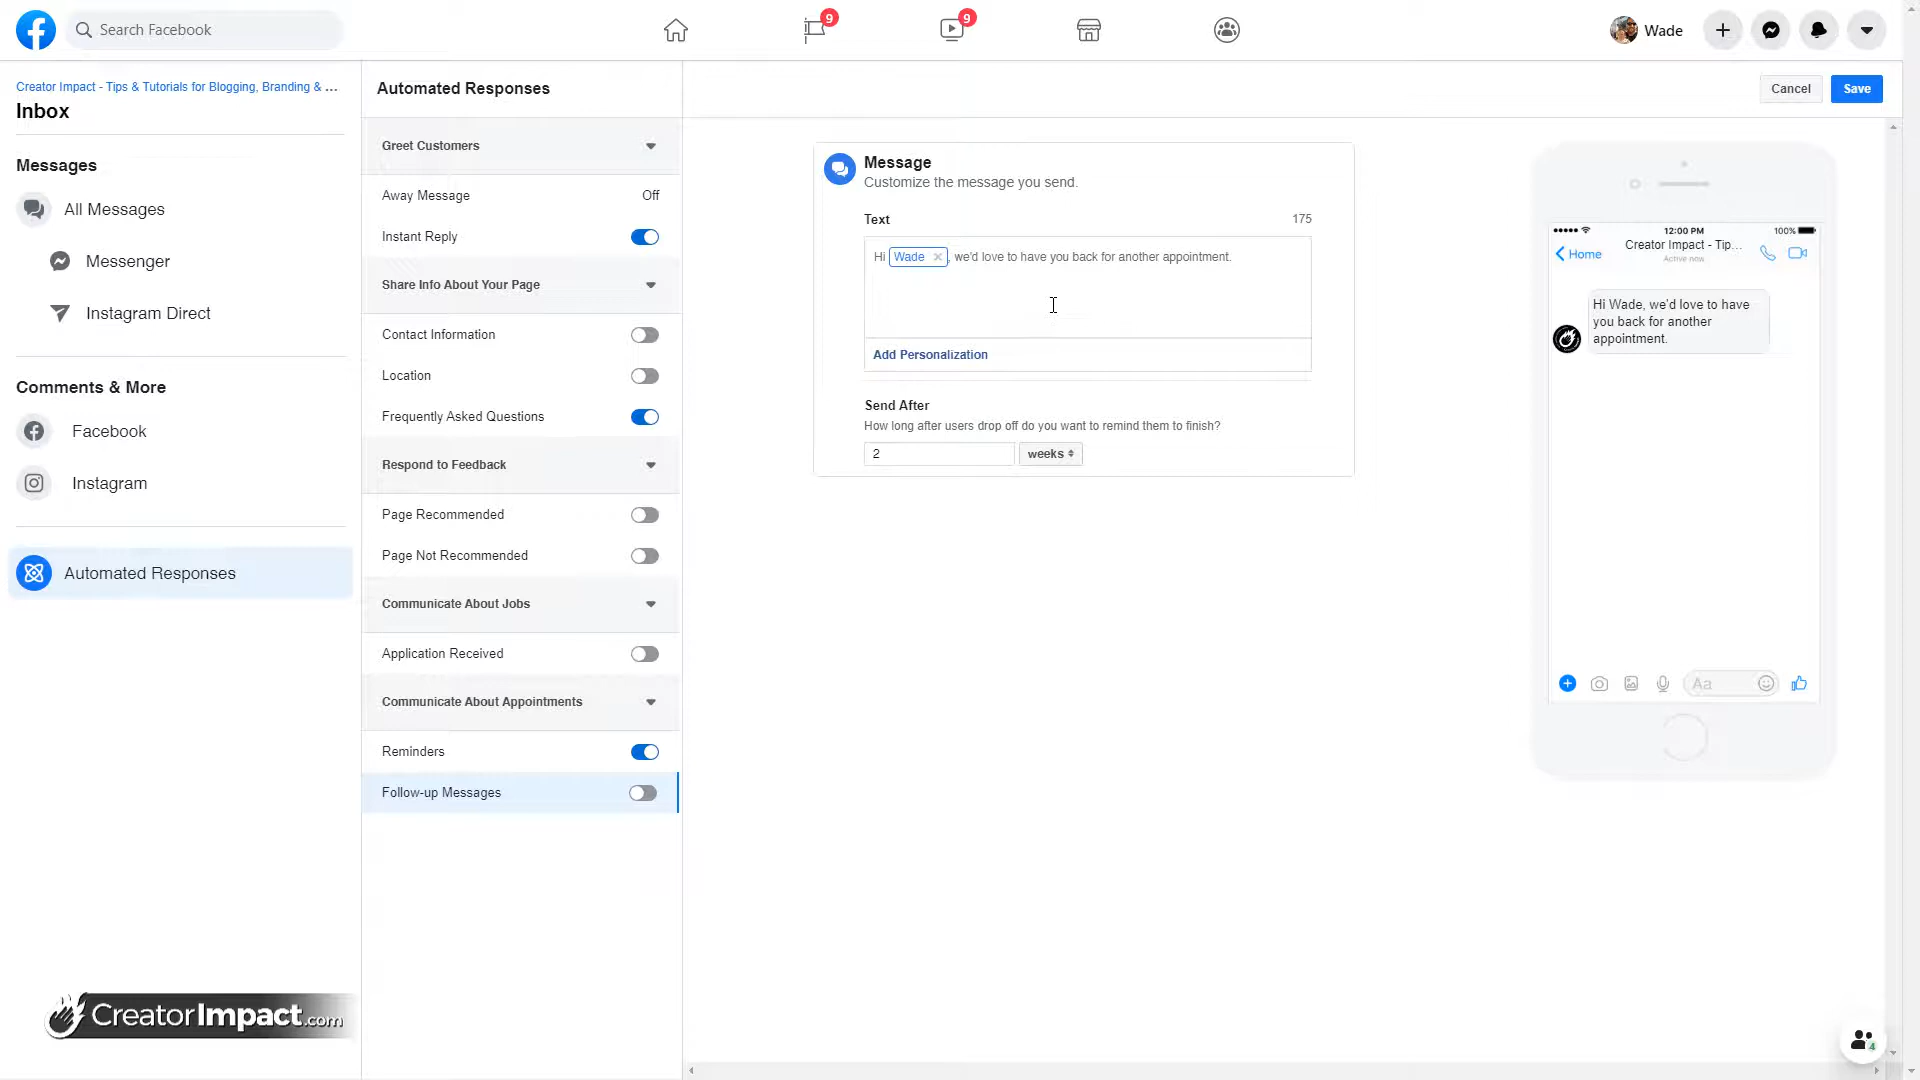 Search Facebook
9
9
Wade
Creator Impact - Tips & Tutorials for Blogging, Branding & ...
Inbox
Messages
All Messages
Messenger
Instagram Direct
Comments & More
Facebook
Instagram
Automated Responses
CreatorImpact.com
Automated Responses
Greet Customers
Away Message Off
Instant Reply
Share Info About Your Page
Contact Information
Location
Frequently Asked Questions
Respond to Feedback
Page Recommended
Page Not Recommended
Communicate About Jobs
Application Received
Communicate About Appointments
Reminders
Follow-up Messages
Cancel Save
Message
Customize the message you send.
Text 175
Hi Wade × , we'd love to have you back for another appointment.
Add Personalization
Send After
How long after users drop off do you want to remind them to finish?
2 weeks
12:00 PM 100%
Home Creator Impact - Tip...
Active now
Hi Wade, we'd love to have
you back for another
appointment.
Aa
4